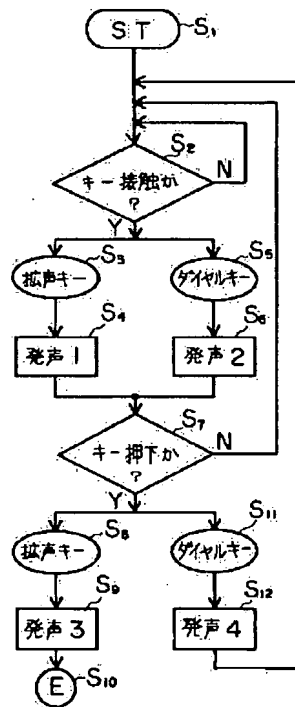 ST S₁
S₂
キー接触か
?
N
Y
S₃ S₅
拡声キー ダイヤルキー
S₄ S₆
発声1 発声2
S₇
キー押下か
?
N
Y
S₈ S₁₁
拡声キー ダイヤルキー
S₉ S₁₂
発声3 発声4
E S₁₀